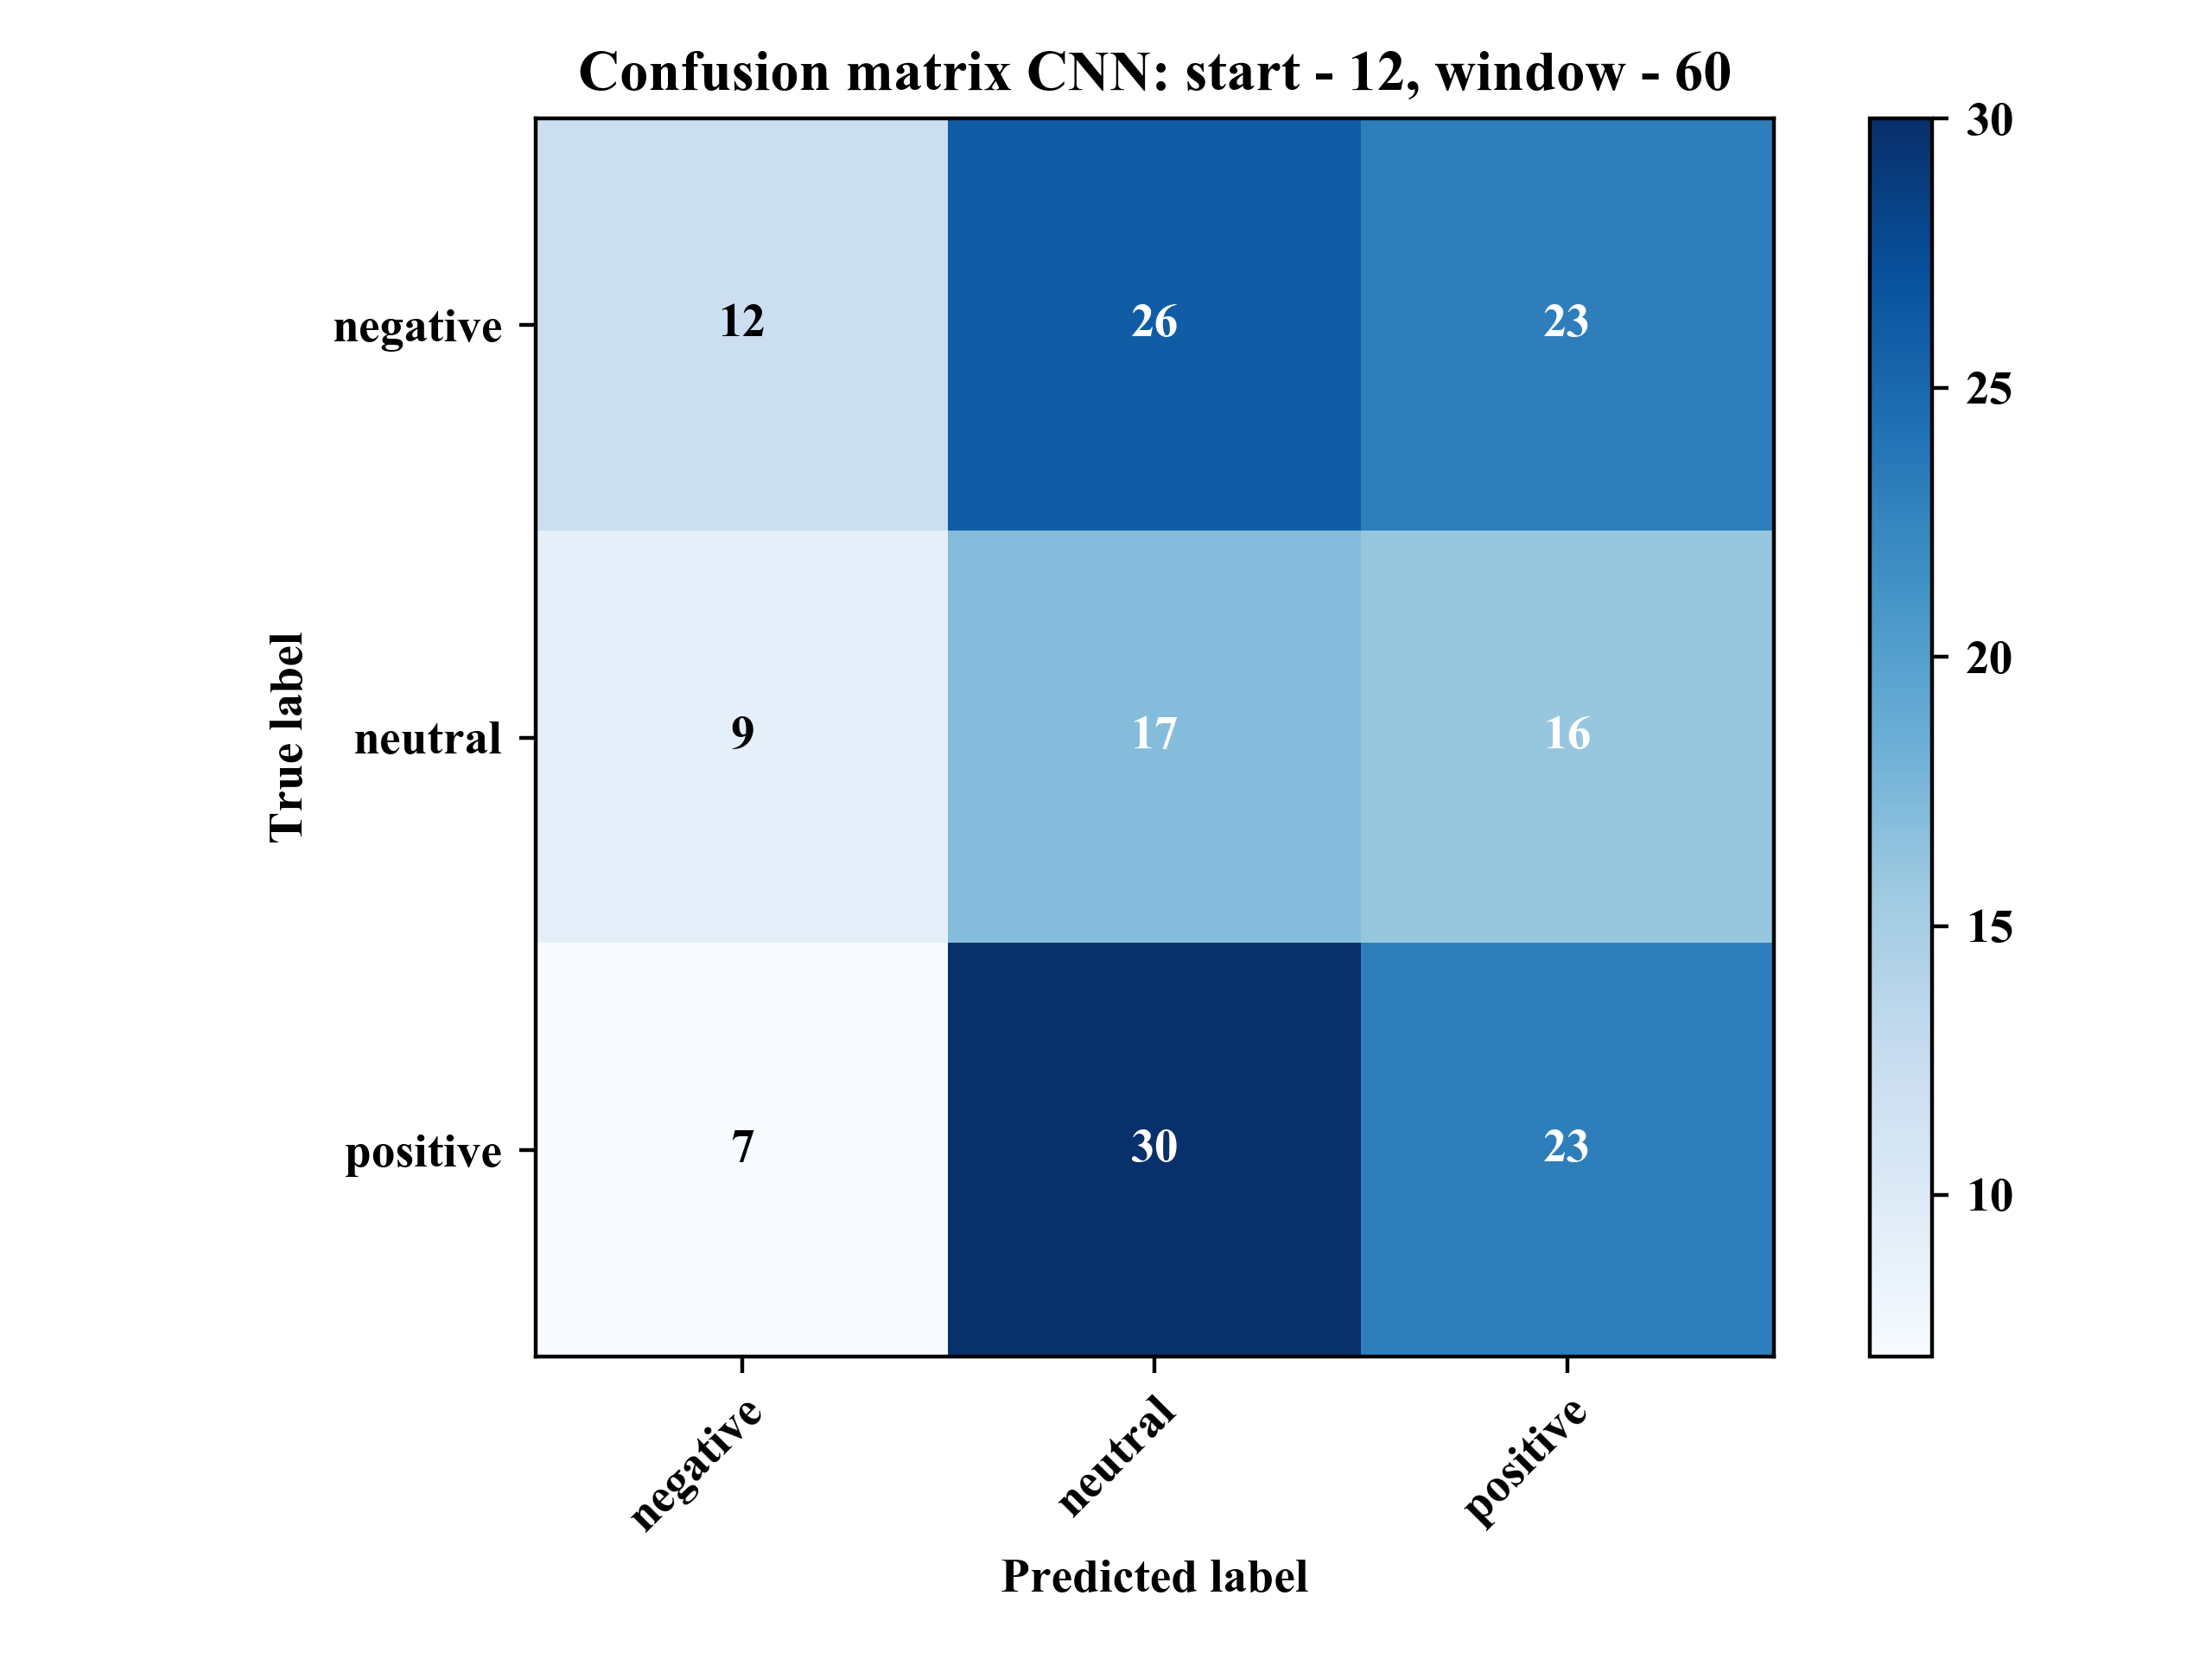 Confusion matrix CNN: start - 12, window - 60
30
negative 12 26 23
25
20
neutral 9 17 16
15
positive 7 30 23
10
True label
negative neutral positive
Predicted label